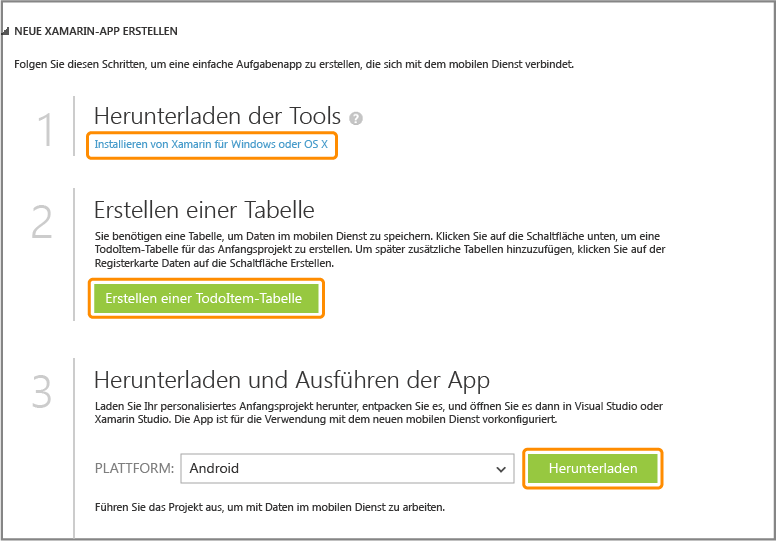 NEUE XAMARIN-APP ERSTELLEN
Folgen Sie diesen Schritten, um eine einfache Aufgabenapp zu erstellen, die sich mit dem mobilen Dienst verbindet.
1
Herunterladen der Tools ?
Installieren von Xamarin für Windows oder OS X
2
Erstellen einer Tabelle
Sie benötigen eine Tabelle, um Daten im mobilen Dienst zu speichern. Klicken Sie auf die Schaltfläche unten, um eine
TodoItem-Tabelle für das Anfangsprojekt zu erstellen. Um später zusätzliche Tabellen hinzuzufügen, klicken Sie auf der
Registerkarte Daten auf die Schaltfläche Erstellen.
Erstellen einer TodoItem-Tabelle
3
Herunterladen und Ausführen der App
Laden Sie Ihr personalisiertes Anfangsprojekt herunter, entpacken Sie es, und öffnen Sie es dann in Visual Studio oder
Xamarin Studio. Die App ist für die Verwendung mit dem neuen mobilen Dienst vorkonfiguriert.
PLATTFORM: Android Herunterladen
Führen Sie das Projekt aus, um mit Daten im mobilen Dienst zu arbeiten.